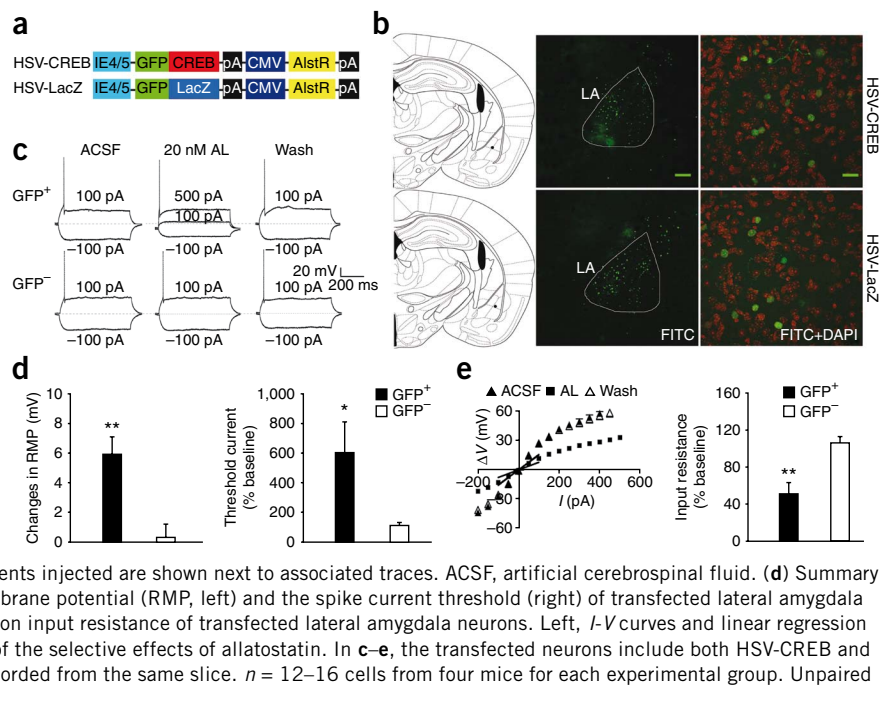 a
HSV-CREB IE4/5 GFP CREB pA CMV AlstR pA
HSV-LacZ IE4/5 GFP LacZ pA CMV AlstR pA
b
LA
HSV-CREB
LA
FITC
FITC+DAPI
HSV-LacZ
c
ACSF 20 nM AL Wash
GFP+
100 pA 500 pA 100 pA
100 pA
−100 pA −100 pA −100 pA
20 mV
200 ms
GFP−
100 pA 100 pA 100 pA
−100 pA −100 pA −100 pA
d
Changes in RMP (mV)
10
8
6
4
2
0
**
Threshold current
(% baseline)
1,000
800
600
400
200
0
*
GFP+
GFP−
e
ACSF AL Wash
ΔV (mV)
60
30
−30
−60
−200 0 200 400 600
I (pA)
Input resistance
(% baseline)
160
120
80
40
0
**
GFP+
GFP−
ents injected are shown next to associated traces. ACSF, artificial cerebrospinal fluid. (d) Summary
brane potential (RMP, left) and the spike current threshold (right) of transfected lateral amygdala
on input resistance of transfected lateral amygdala neurons. Left, I-V curves and linear regression
of the selective effects of allatostatin. In c–e, the transfected neurons include both HSV-CREB and
orded from the same slice. n = 12–16 cells from four mice for each experimental group. Unpaired